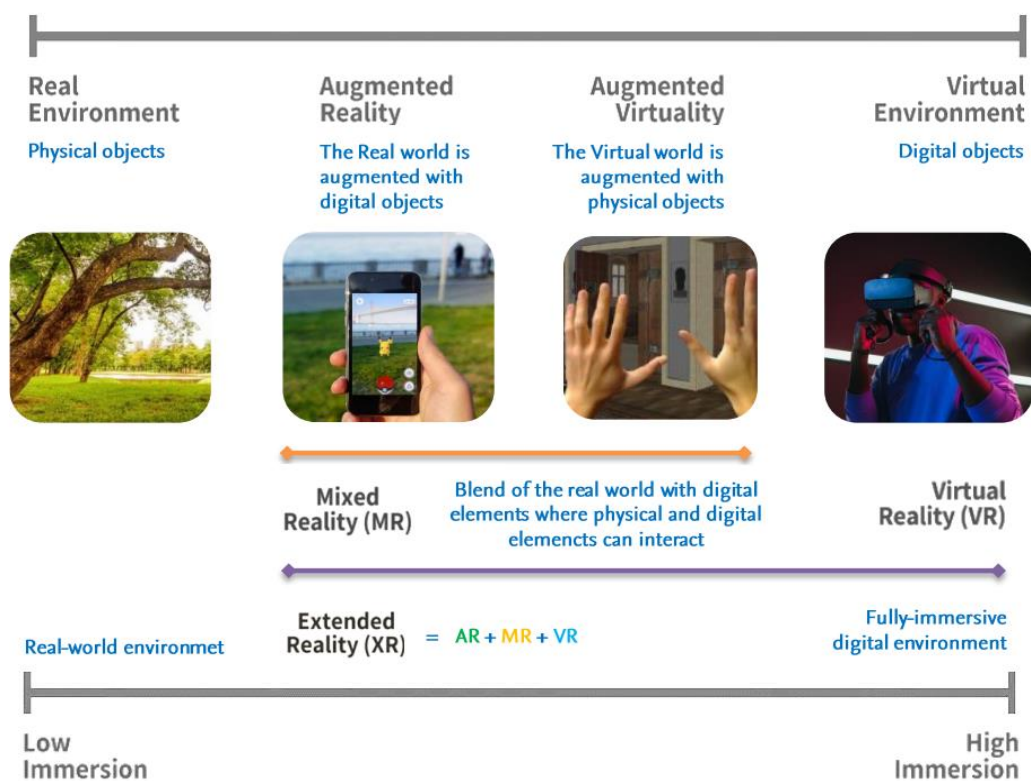 Real
Environment
Physical objects
Augmented
Reality
The Real world is
augmented with
digital objects
Augmented
Virtuality
The Virtual world is
augmented with
physical objects
Virtual
Environment
Digital objects
Mixed
Reality (MR)
Blend of the real world with digital
elements where physical and digital
elemencts can interact
Virtual
Reality (VR)
Extended
Reality (XR)
= AR + MR + VR
Real-world environmet
Fully-immersive
digital environment
Low
Immersion
High
Immersion